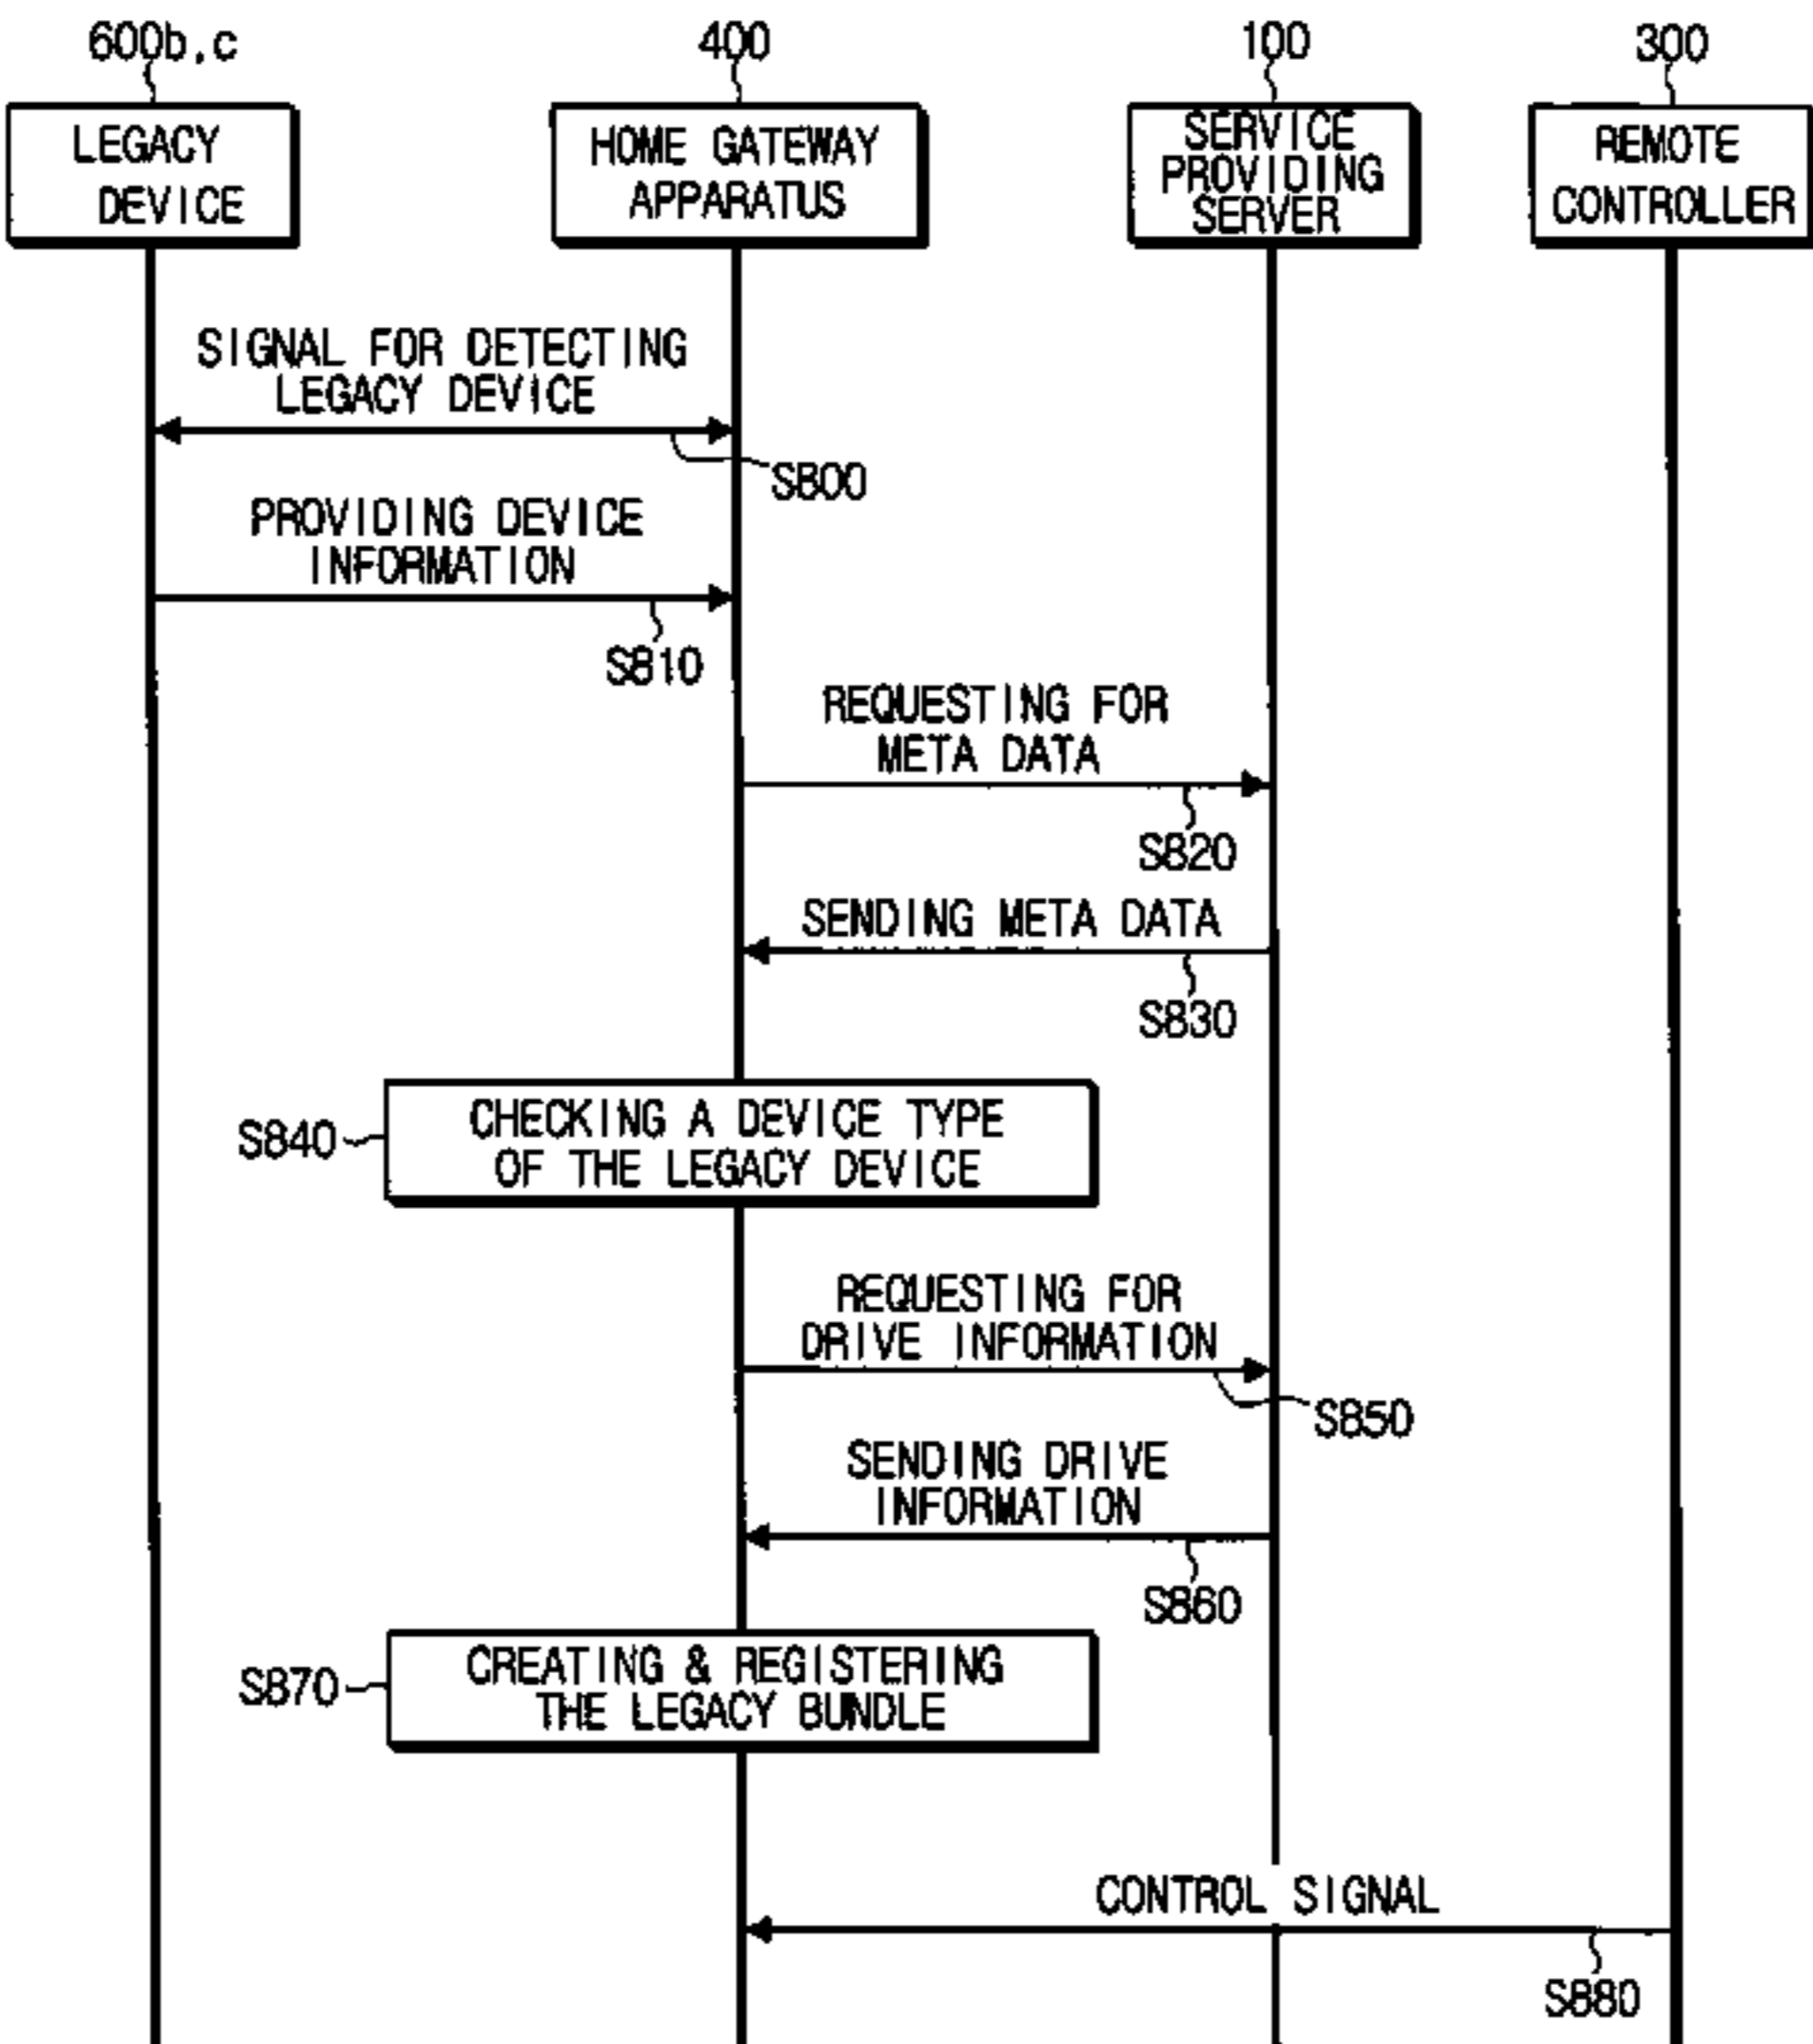 600b,c
400
100
300
LEGACY
DEVICE
HOME GATEWAY
APPARATUS
SERVICE
PROVIDING
SERVER
REMOTE
CONTROLLER
SIGNAL FOR DETECTING
LEGACY DEVICE
S800
PROVIDING DEVICE
INFORMATION
S810
REQUESTING FOR
META DATA
S820
SENDING META DATA
S830
S840
CHECKING A DEVICE TYPE
OF THE LEGACY DEVICE
REQUESTING FOR
DRIVE INFORMATION
S850
SENDING DRIVE
INFORMATION
S860
S870
CREATING & REGISTERING
THE LEGACY BUNDLE
CONTROL SIGNAL
S880